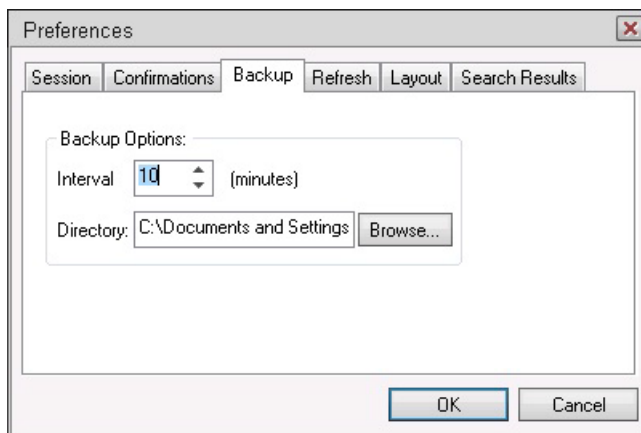 Preferences
Session Confirmations Backup Refresh Layout Search Results
Backup Options:
Interval 10 (minutes)
Directory: C:\Documents and Settings Browse...
OK Cancel